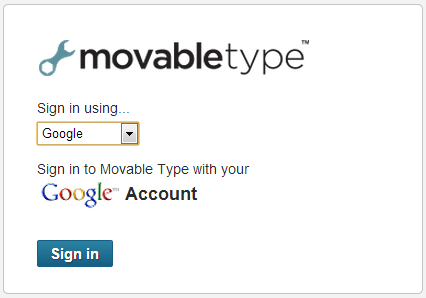 movabletype™
Sign in using...
Google
Sign in to Movable Type with your
Google™ Account
Sign in